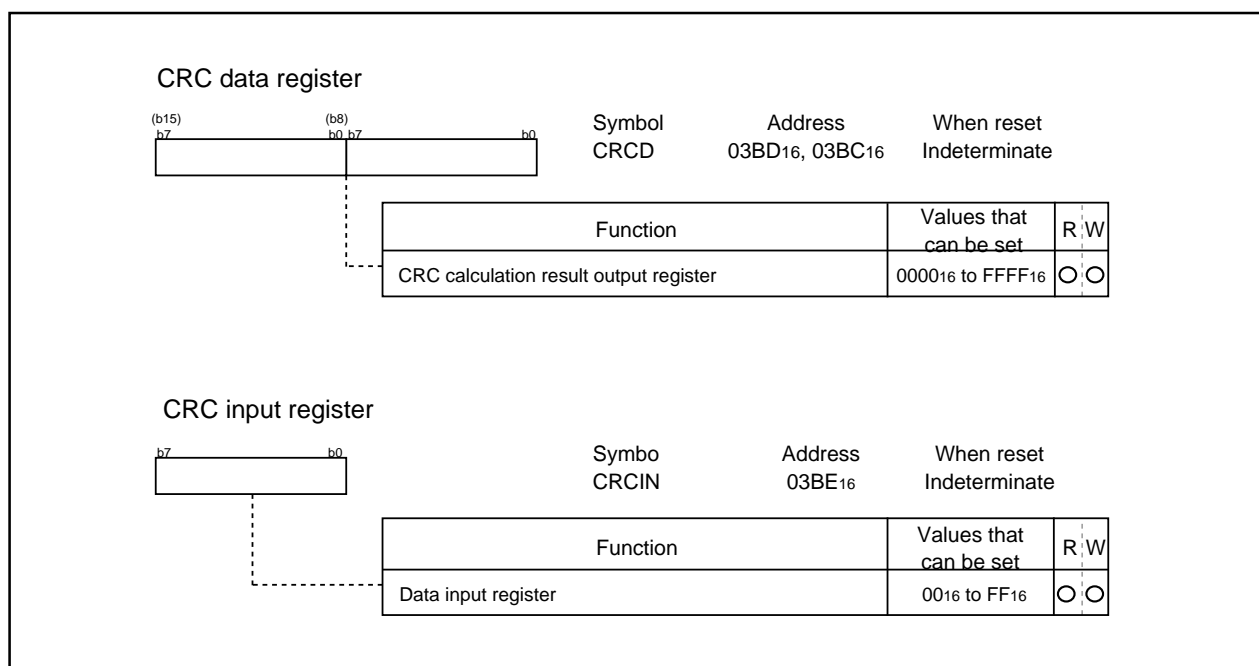 CRC data register
(b15) (b8)
b7 b0 b7 b0
Symbol Address When reset
CRCD 03BD16, 03BC16 Indeterminate
Function Values that can be set R W
CRC calculation result output register 000016 to FFFF16
CRC input register
b7 b0
Symbo Address When reset
CRCIN 03BE16 Indeterminate
Function Values that can be set R W
Data input register 0016 to FF16